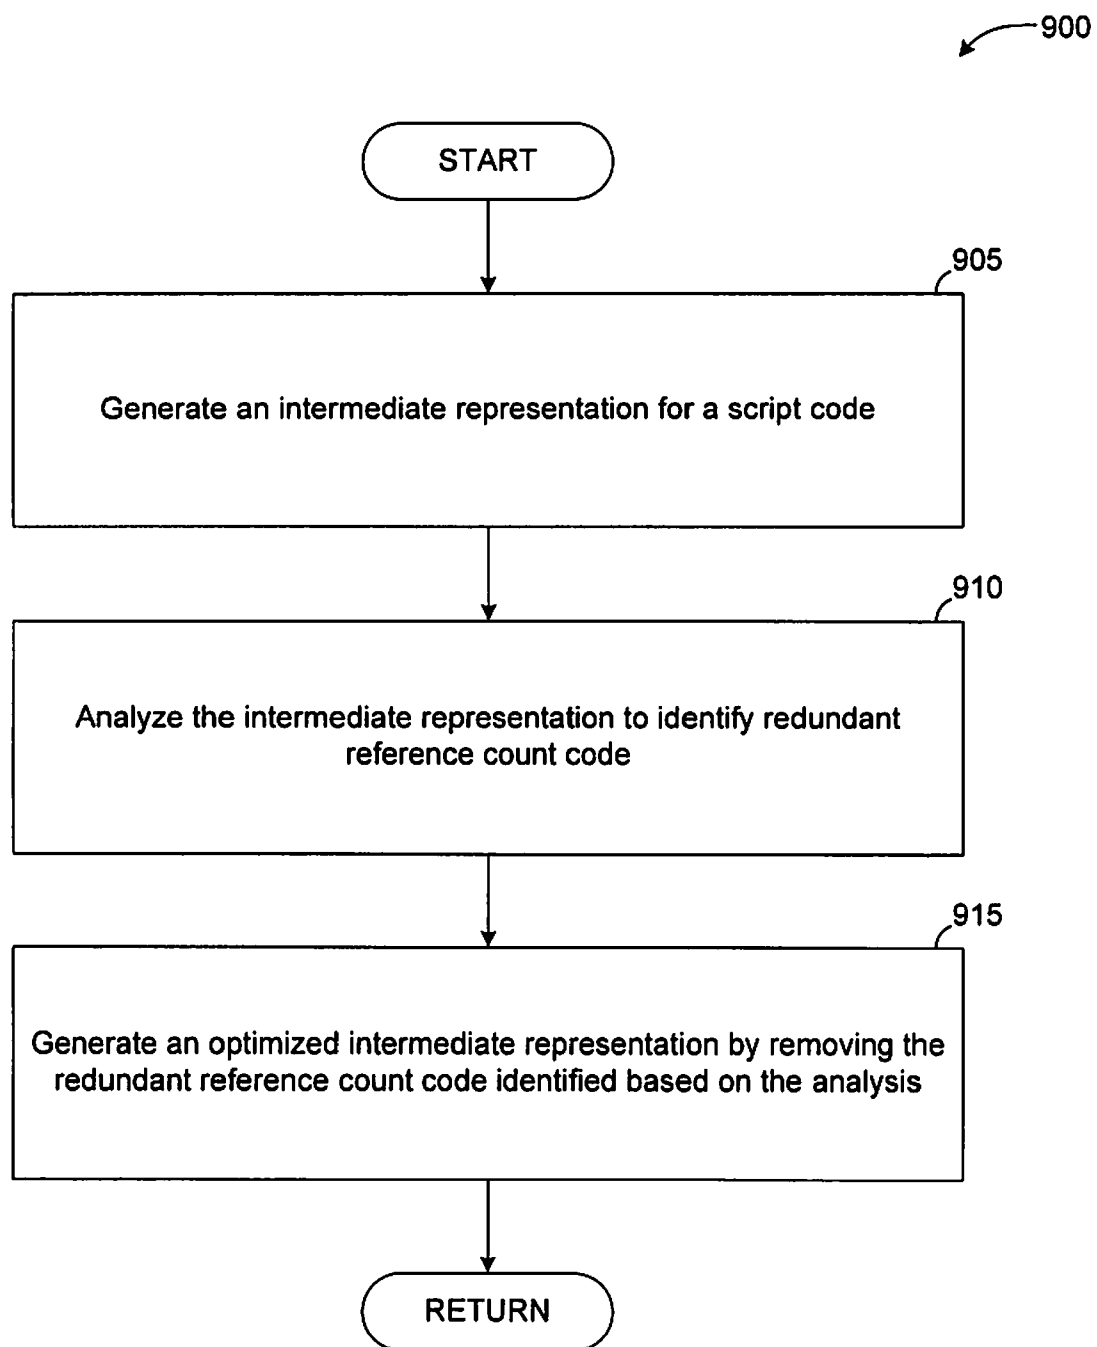 900
START
905
Generate an intermediate representation for a script code
910
Analyze the intermediate representation to identify redundant
reference count code
915
Generate an optimized intermediate representation by removing the
redundant reference count code identified based on the analysis
RETURN